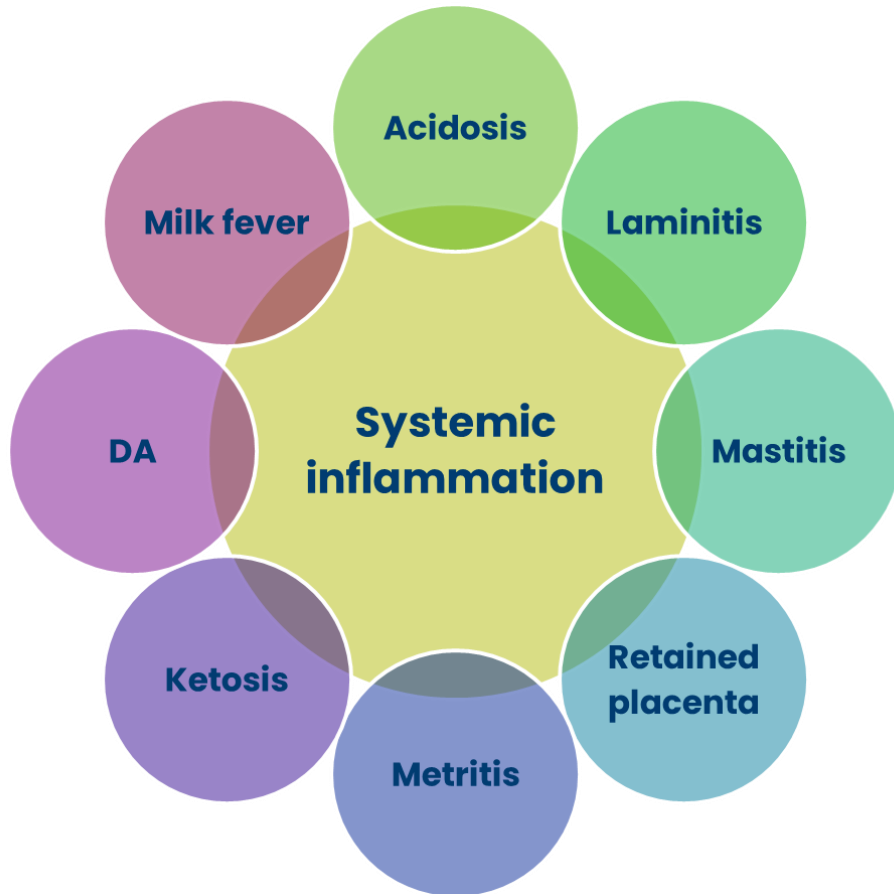 Acidosis
Milk fever
Laminitis
Systemic
inflammation
DA
Mastitis
Ketosis
Retained
placenta
Metritis